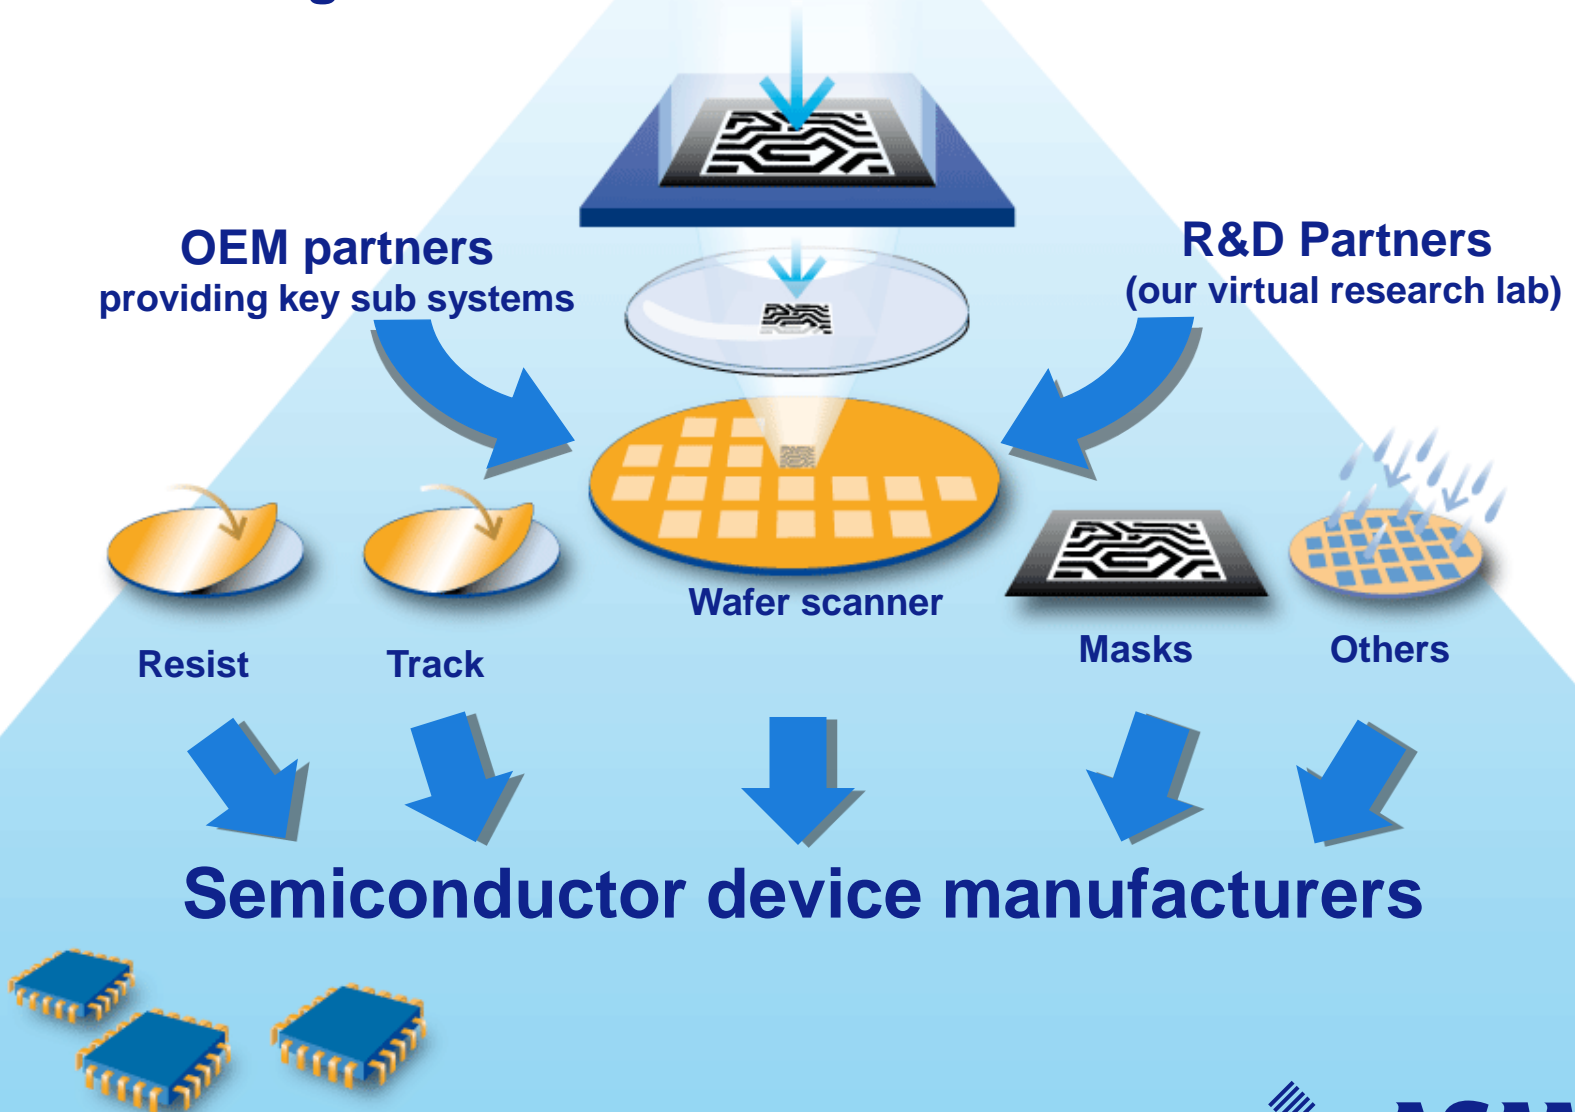 OEM partners
providing key sub systems
R&D Partners
(our virtual research lab)
Wafer scanner
Resist
Track
Masks
Others
Semiconductor device manufacturers